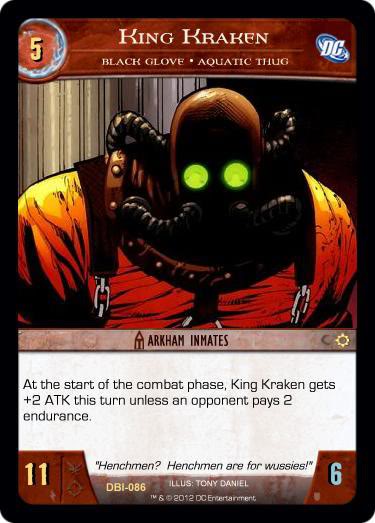 5
KING KRAKEN
DC
BLACK GLOVE • AQUATIC THUG
ARKHAM INMATES
At the start of the combat phase, King Kraken gets
+2 ATK this turn unless an opponent pays 2
endurance.
"Henchmen? Henchmen are for wussies!"
11
DBI-086
ILLUS: TONY DANIEL
6
™ & © 2012 DC Entertainment